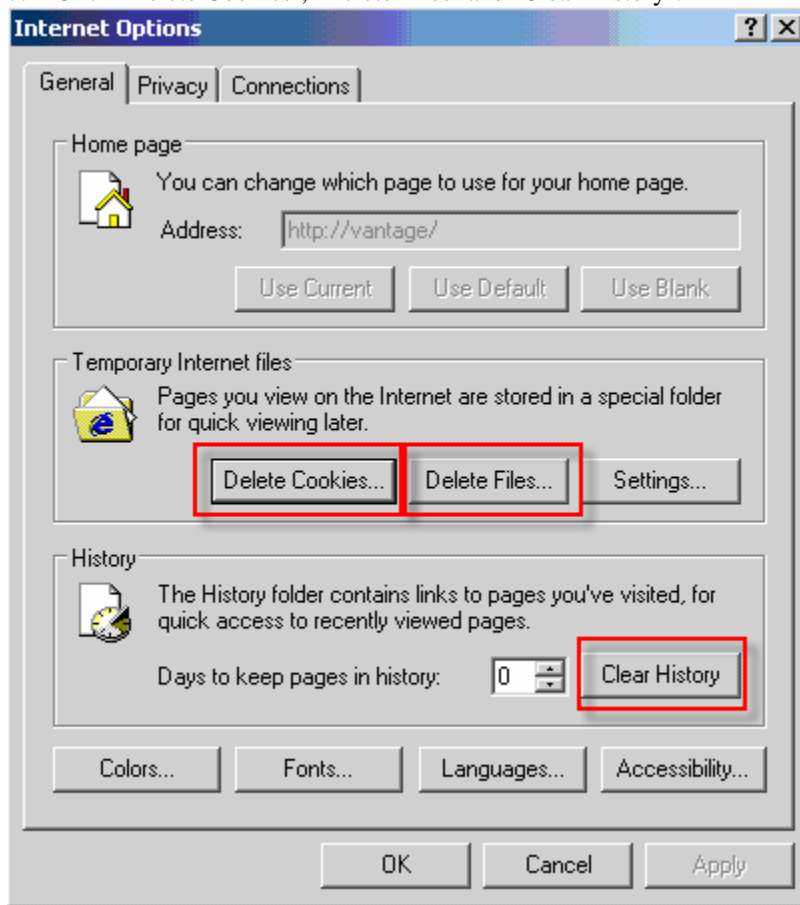 Internet Options
General Privacy Connections
Home page
You can change which page to use for your home page.
Address: http://vantage/
Use Current Use Default Use Blank
Temporary Internet files
Pages you view on the Internet are stored in a special folder
for quick viewing later.
Delete Cookies... Delete Files... Settings...
History
The History folder contains links to pages you've visited, for
quick access to recently viewed pages.
Days to keep pages in history: 0 Clear History
Colors... Fonts... Languages... Accessibility...
OK Cancel Apply